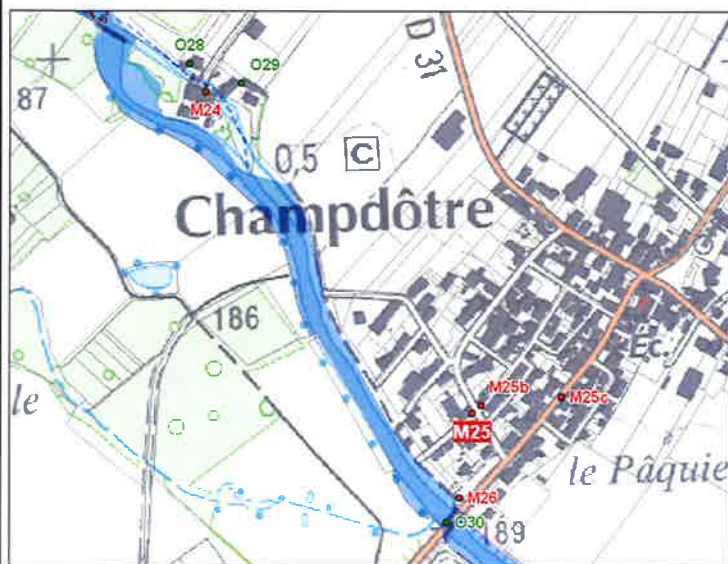 O28
O29
D 31
87
M24
0,5
C
Champdôtre
186
Éc.
le
M25b
M25c
M25
le Pâquie
M26
O30
189